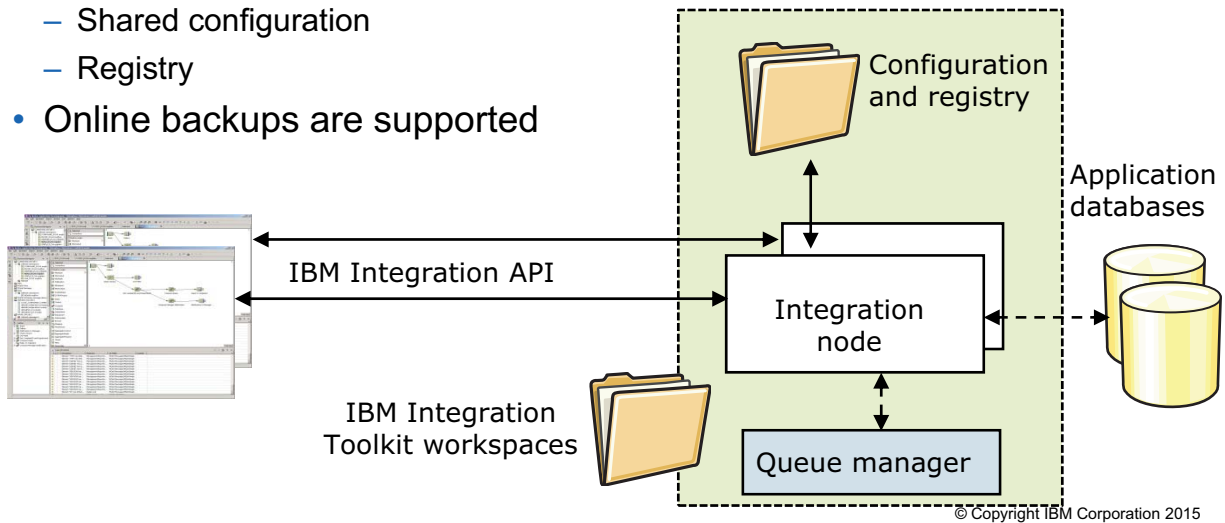 – Shared configuration
– Registry
• Online backups are supported
Configuration
and registry
Application
databases
IBM Integration API
Integration
node
IBM Integration
Toolkit workspaces
Queue manager
© Copyright IBM Corporation 2015